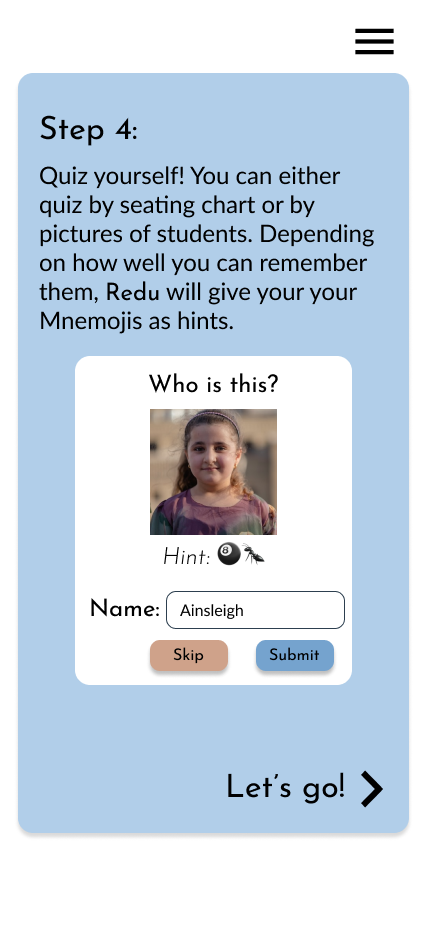 Step 4:
Quiz yourself! You can either
quiz by seating chart or by
pictures of students. Depending
on how well you can remember
them, Redu will give your your
Mnemojis as hints.
Who is this?
Hint: 🎱🐜
Name: Ainsleigh
Skip Submit
Let's go!